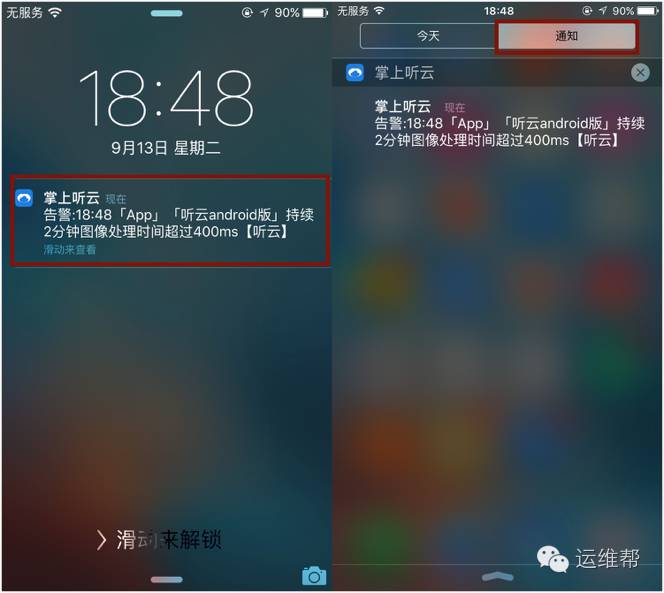 无服务
90%
18:48
9月13日 星期二
掌上听云 现在
告警:18:48「App」「听云android版」持续
2分钟图像处理时间超过400ms【听云】
滑动来查看
滑动来解锁
无服务
18:48
90%
今天
通知
掌上听云
掌上听云 现在
告警:18:48「App」「听云android版」持续
2分钟图像处理时间超过400ms【听云】
运维帮